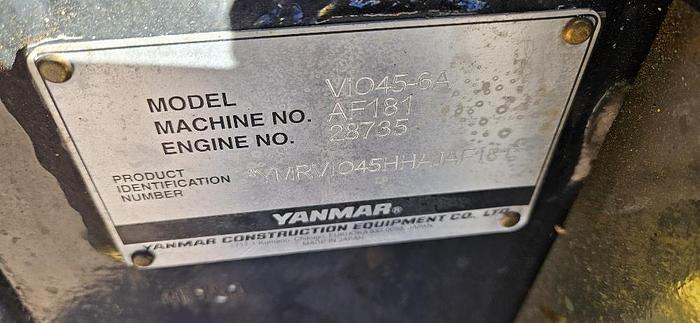 MODEL ViO45-6A
MACHINE NO. AF181
ENGINE NO. 28735
PRODUCT
IDENTIFICATION
NUMBER
YANMAR®
YANMAR CONSTRUCTION EQUIPMENT CO., LTD.
MADE IN JAPAN